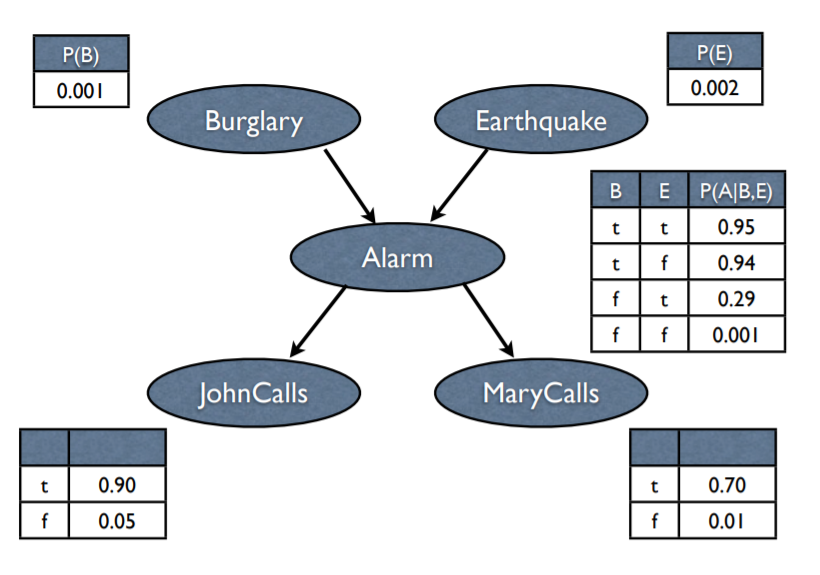 P(B)
0.001
P(E)
0.002
Burglary
Earthquake
B E P(A|B,E)
t t 0.95
t f 0.94
f t 0.29
f f 0.001
Alarm
JohnCalls
MaryCalls
t 0.90
f 0.05
t 0.70
f 0.01